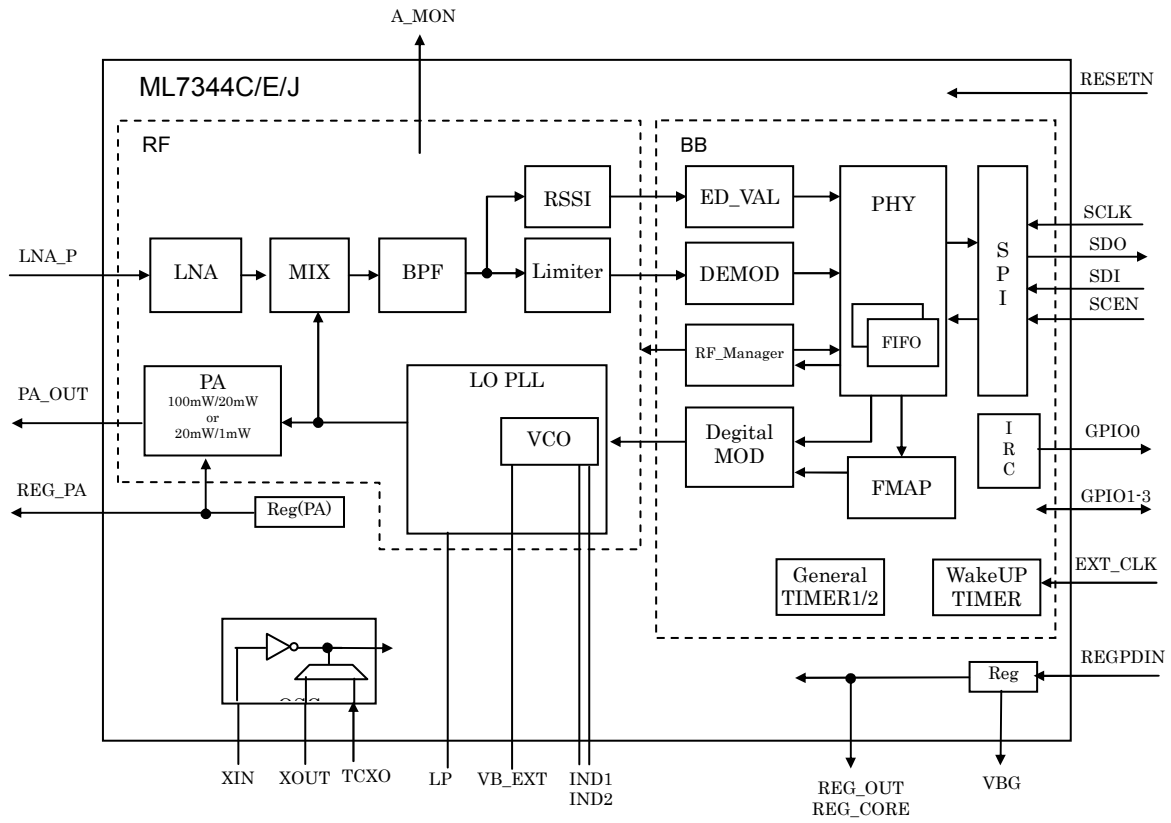 A_MON
ML7344C/E/J
RESETN
RF
BB
RSSI
ED_VAL
PHY
SCLK
SDO
LNA_P
LNA
MIX
BPF
Limiter
DEMOD
S
P
I
SDI
SCEN
RF_Manager
FIFO
PA_OUT
PA
100mW/20mW
or
20mW/1mW
LO PLL
VCO
Degital
MOD
FMAP
I
R
C
GPIO0
REG_PA
Reg(PA)
GPIO1-3
General
TIMER1/2
WakeUP
TIMER
EXT_CLK
REGPDIN
Reg
XIN
XOUT
TCXO
LP
VB_EXT
IND1
IND2
REG_OUT
REG_CORE
VBG